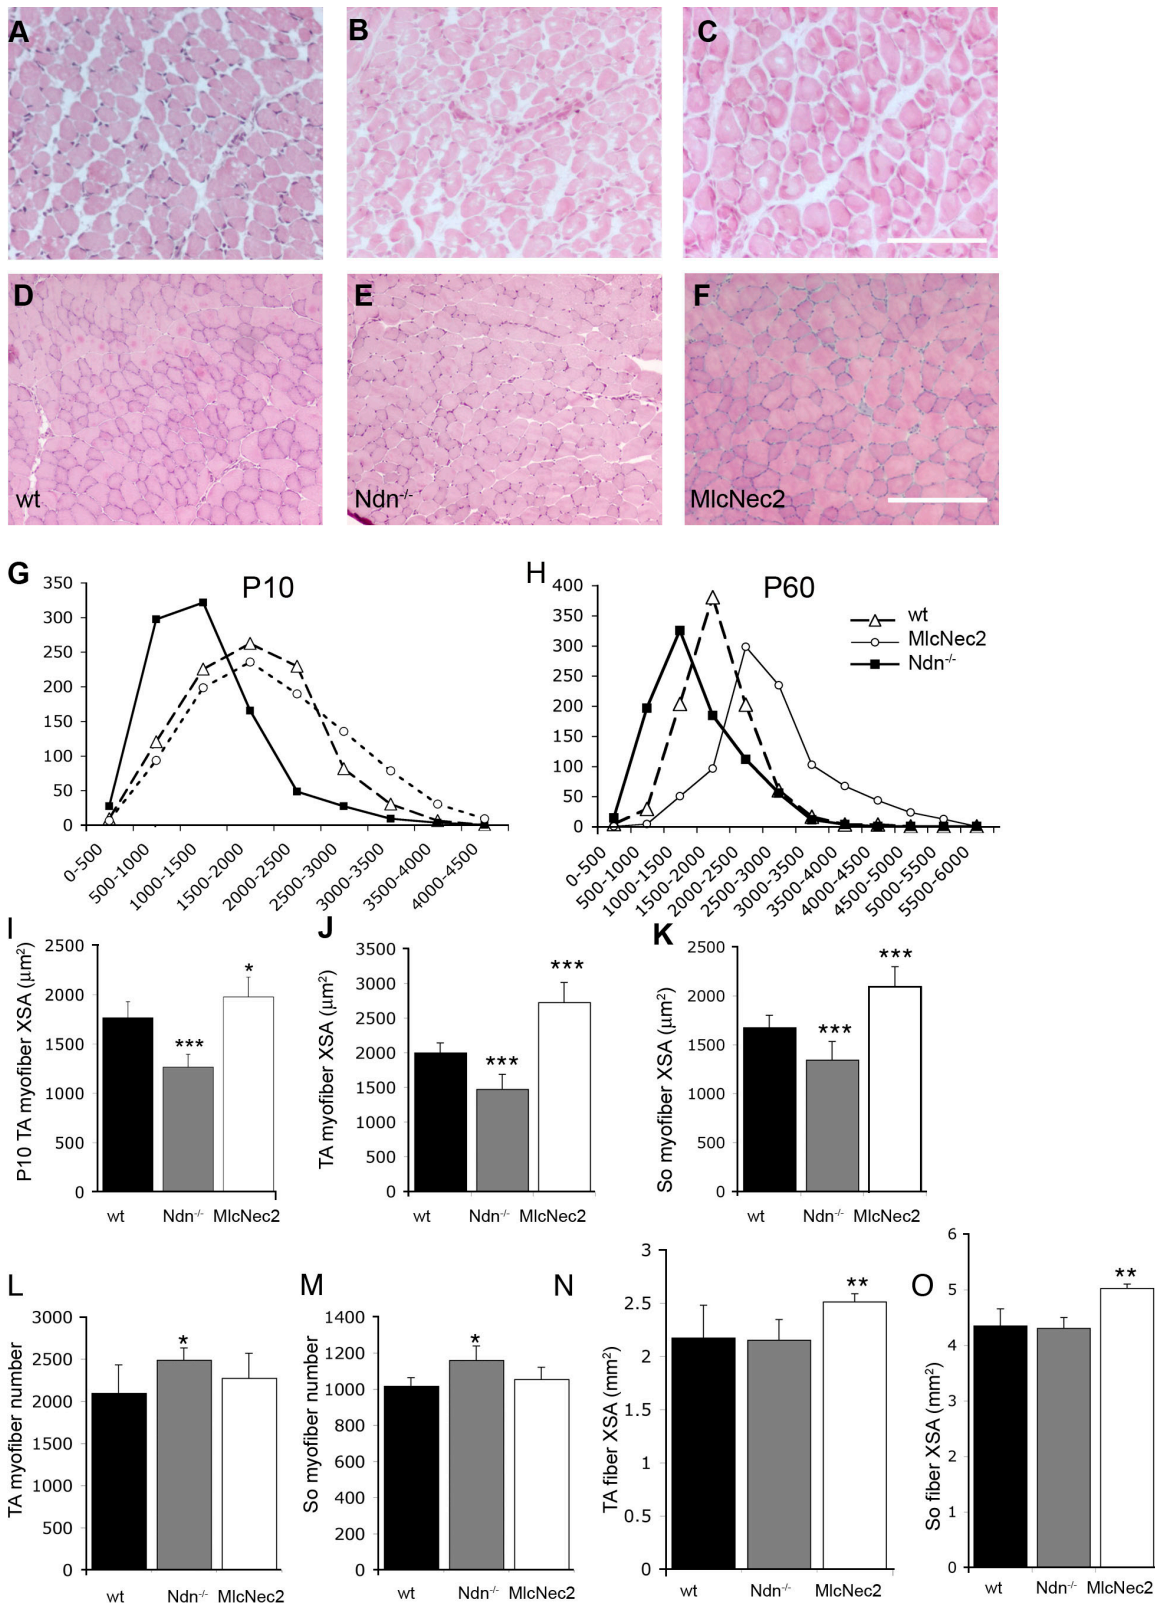 A
B
C
D
E
F
wt
Ndn-/-
MlcNec2
G
P10
350
300
250
200
150
100
50
0
0-500
500-1000
1000-1500
1500-2000
2000-2500
2500-3000
3000-3500
3500-4000
4000-4500
H
P60
400
350
300
250
200
150
100
50
0
0-500
500-1000
1000-1500
1500-2000
2000-2500
2500-3000
3000-3500
3500-4000
4000-4500
4500-5000
5000-5500
5500-6000
wt
MlcNec2
Ndn-/-
I
P10 TA myofiber XSA (μm²)
2500
2000
1500
1000
500
0
***
*
wt Ndn-/- MlcNec2
J
TA myofiber XSA (μm²)
3500
3000
2500
2000
1500
1000
500
0
***
***
wt Ndn-/- MlcNec2
K
So myofiber XSA (μm²)
2500
2000
1500
1000
500
0
***
***
wt Ndn-/- MlcNec2
L
TA myofiber number
3000
2500
2000
1500
1000
500
0
*
wt Ndn-/- MlcNec2
M
So myofiber number
1400
1200
1000
800
600
400
200
0
*
wt Ndn-/- MlcNec2
N
TA fiber XSA (mm²)
3
2.5
2
1.5
1
0.5
0
**
wt Ndn-/- MlcNec2
O
So fiber XSA (mm²)
6
5
4
3
2
1
0
**
wt Ndn-/- MlcNec2